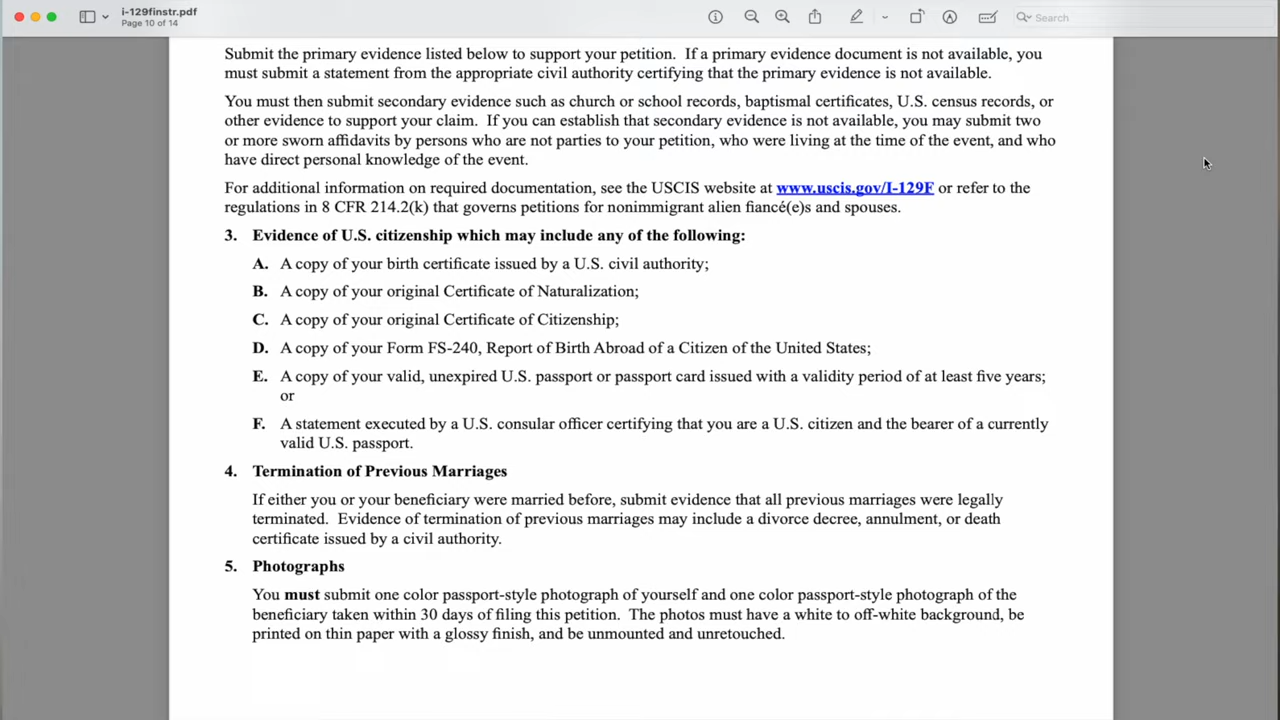 i-129finstr.pdf
Page 10 of 14
Search
Submit the primary evidence listed below to support your petition.  If a primary evidence document is not available, you
must submit a statement from the appropriate civil authority certifying that the primary evidence is not available.
You must then submit secondary evidence such as church or school records, baptismal certificates, U.S. census records, or
other evidence to support your claim.  If you can establish that secondary evidence is not available, you may submit two
or more sworn affidavits by persons who are not parties to your petition, who were living at the time of the event, and who
have direct personal knowledge of the event.
For additional information on required documentation, see the USCIS website at www.uscis.gov/I-129F or refer to the
regulations in 8 CFR 214.2(k) that governs petitions for nonimmigrant alien fiancé(e)s and spouses.
3. Evidence of U.S. citizenship which may include any of the following:
A. A copy of your birth certificate issued by a U.S. civil authority;
B. A copy of your original Certificate of Naturalization;
C. A copy of your original Certificate of Citizenship;
D. A copy of your Form FS-240, Report of Birth Abroad of a Citizen of the United States;
E. A copy of your valid, unexpired U.S. passport or passport card issued with a validity period of at least five years;
or
F. A statement executed by a U.S. consular officer certifying that you are a U.S. citizen and the bearer of a currently
valid U.S. passport.
4. Termination of Previous Marriages
If either you or your beneficiary were married before, submit evidence that all previous marriages were legally
terminated.  Evidence of termination of previous marriages may include a divorce decree, annulment, or death
certificate issued by a civil authority.
5. Photographs
You must submit one color passport-style photograph of yourself and one color passport-style photograph of the
beneficiary taken within 30 days of filing this petition.  The photos must have a white to off-white background, be
printed on thin paper with a glossy finish, and be unmounted and unretouched.